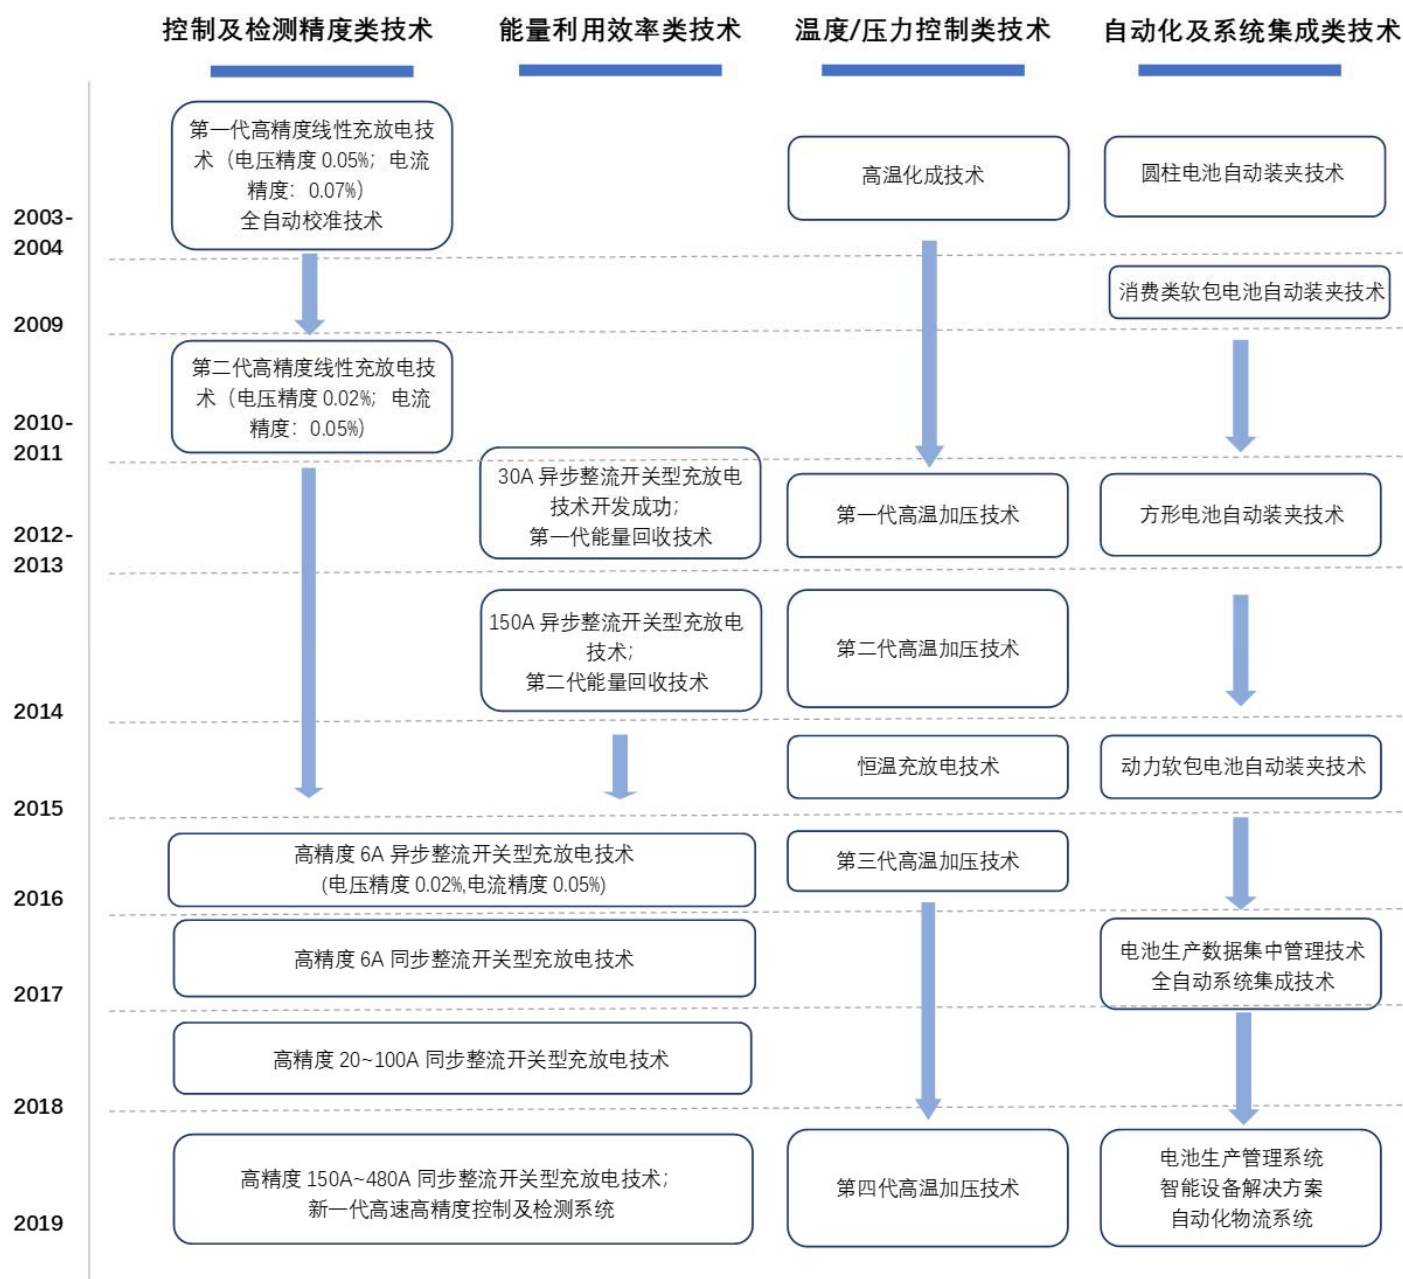 控制及检测精度类技术
能量利用效率类技术
温度/压力控制类技术
自动化及系统集成类技术
第一代高精度线性充放电技
术（电压精度 0.05%；电流
精度：0.07%）
全自动校准技术
高温化成技术
圆柱电池自动装夹技术
2003-
2004
消费类软包电池自动装夹技术
2009
第二代高精度线性充放电技
术（电压精度 0.02%；电流
精度：0.05%）
2010-
2011
30A 异步整流开关型充放电
技术开发成功；
第一代能量回收技术
第一代高温加压技术
方形电池自动装夹技术
2012-
2013
150A 异步整流开关型充放电
技术；
第二代能量回收技术
第二代高温加压技术
2014
恒温充放电技术
动力软包电池自动装夹技术
2015
高精度 6A 异步整流开关型充放电技术
(电压精度 0.02%,电流精度 0.05%)
第三代高温加压技术
2016
高精度 6A 同步整流开关型充放电技术
电池生产数据集中管理技术
全自动系统集成技术
2017
高精度 20~100A 同步整流开关型充放电技术
2018
高精度 150A~480A 同步整流开关型充放电技术；
新一代高速高精度控制及检测系统
第四代高温加压技术
电池生产管理系统
智能设备解决方案
自动化物流系统
2019